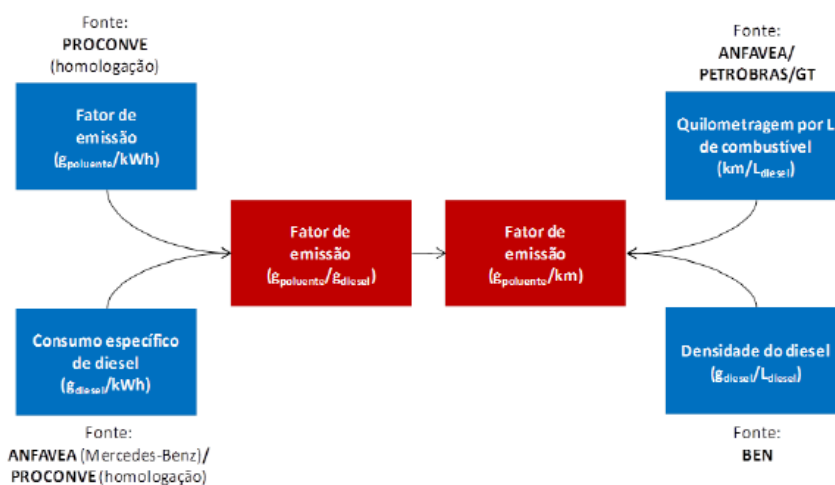 Fonte:
PROCONVE
(homologação)
Fator de
emissão
(gpoluente/kWh)
Consumo específico
de diesel
(gdiesel/kWh)
Fonte:
ANFAVEA (Mercedes-Benz)/
PROCONVE (homologação)
Fator de
emissão
(gpoluente/gdiesel)
Fator de
emissão
(gpoluente/km)
Fonte:
ANFAVEA/
PETROBRAS/GT
Quilometragem por L
de combustível
(km/Ldiesel)
Densidade do diesel
(gdiesel/Ldiesel)
Fonte:
BEN